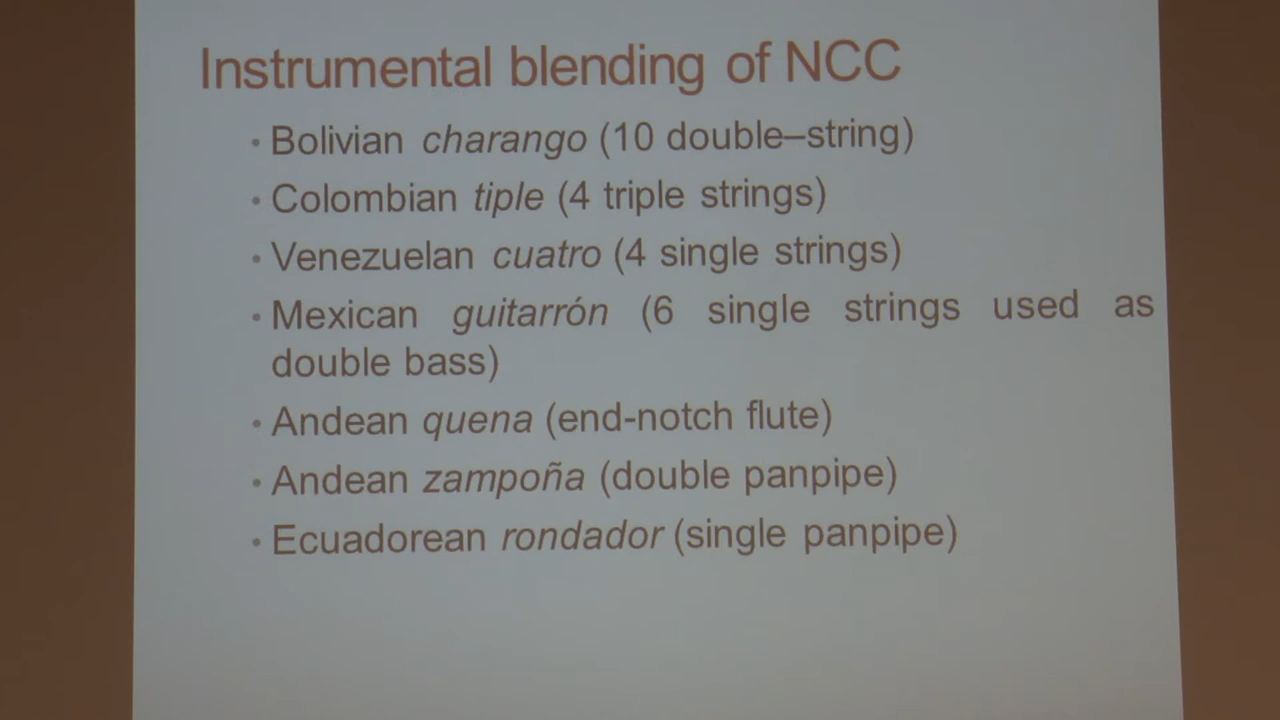 Instrumental blending of NCC
• Bolivian charango (10 double–string)
• Colombian tiple (4 triple strings)
• Venezuelan cuatro (4 single strings)
• Mexican guitarrón (6 single strings used as
double bass)
• Andean quena (end-notch flute)
• Andean zampoña (double panpipe)
• Ecuadorean rondador (single panpipe)